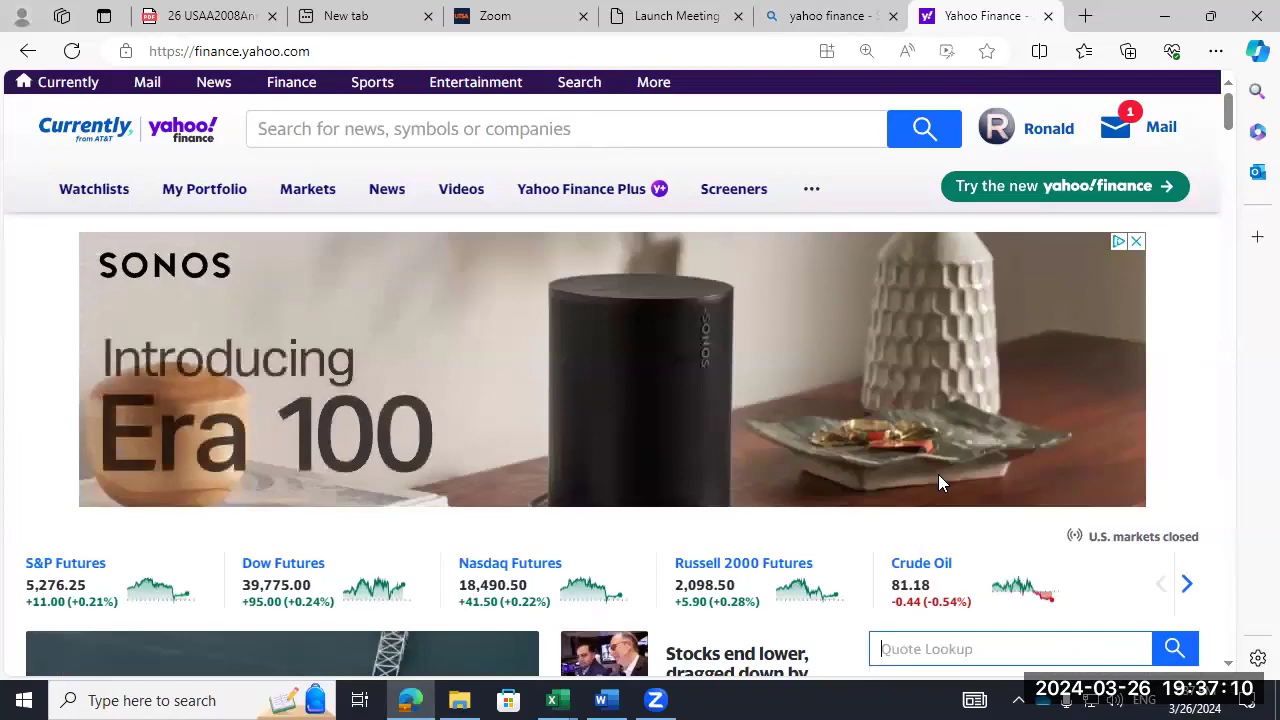 26 USAA SOBAn
New tab
Zoom
Launch Meeting
yahoo finance - S
Yahoo Finance -
https://finance.yahoo.com
Currently
Mail
News
Finance
Sports
Entertainment
Search
More
Currently, from AT&T
yahoo! finance
Search for news, symbols or companies
R
Ronald
1
Mail
Watchlists
My Portfolio
Markets
News
Videos
Yahoo Finance Plus
Y+
Screeners
Try the new yahoo!finance
SONOS
Introducing
Era 100
SONOS
U.S. markets closed
S&P Futures
5,276.25
+11.00 (+0.21%)
Dow Futures
39,775.00
+95.00 (+0.24%)
Nasdaq Futures
18,490.50
+41.50 (+0.22%)
Russell 2000 Futures
2,098.50
+5.90 (+0.28%)
Crude Oil
81.18
-0.44 (-0.54%)
Stocks end lower,
dragged down by
Quote Lookup
Type here to search
ENG
2024-03-26 19:37:10
3/26/2024